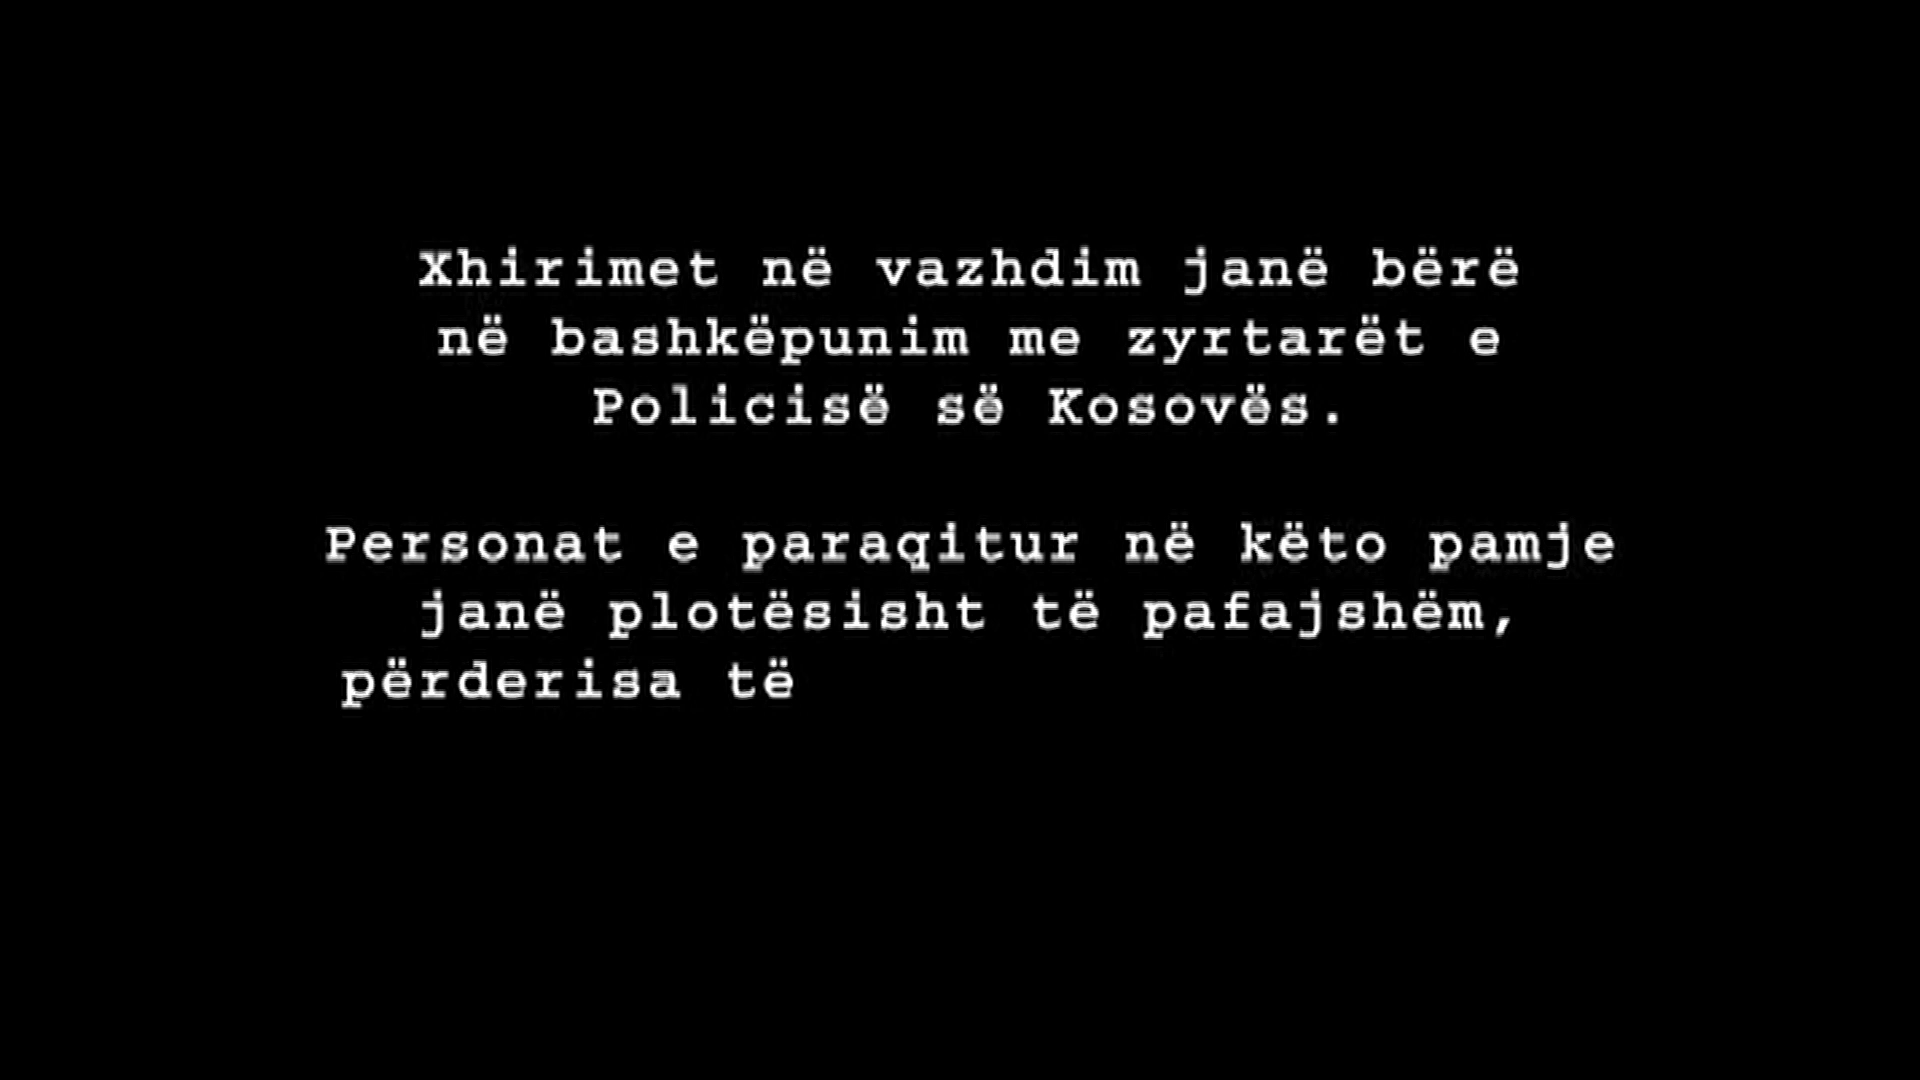 Xhirimet në vazhdim janë bërë
në bashkëpunim me zyrtarët e
Policisë së Kosovës.
Personat e paraqitur në këto pamje
janë plotësisht të pafajshëm,
përderisa të